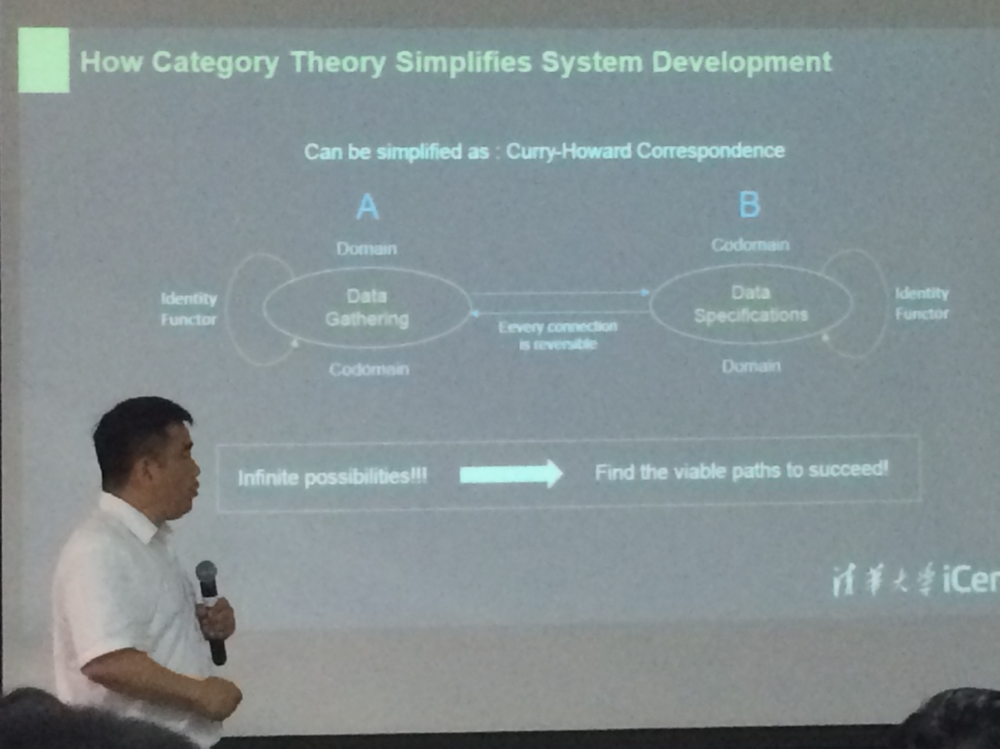 How Category Theory Simplifies System Development
Can be simplified as : Curry-Howard Correspondence
A
B
Domain
Codomain
Identity
Functor
Data
Gathering
Eevery connection
is reversible
Data
Specifications
Identity
Functor
Codomain
Domain
Infinite possibilities!!!
Find the viable paths to succeed!
清华大学 iCen